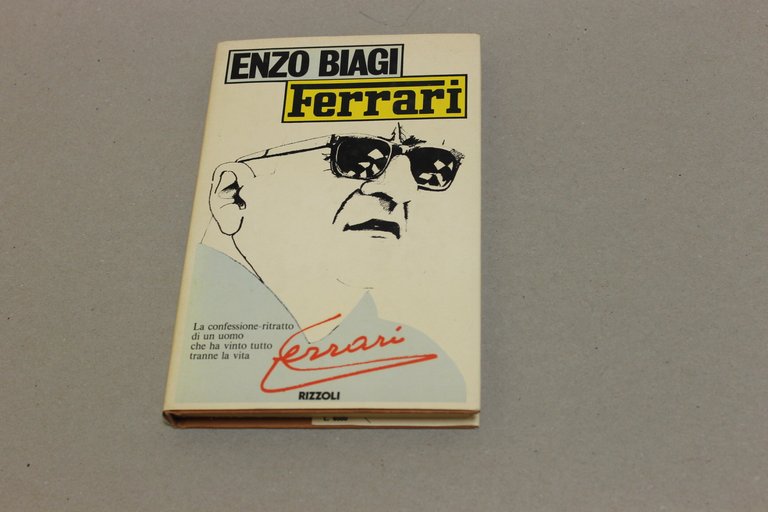 ENZO BIAGI
Ferrari
La confessione-ritratto
di un uomo
che ha vinto tutto
tranne la vita
Ferrari
RIZZOLI